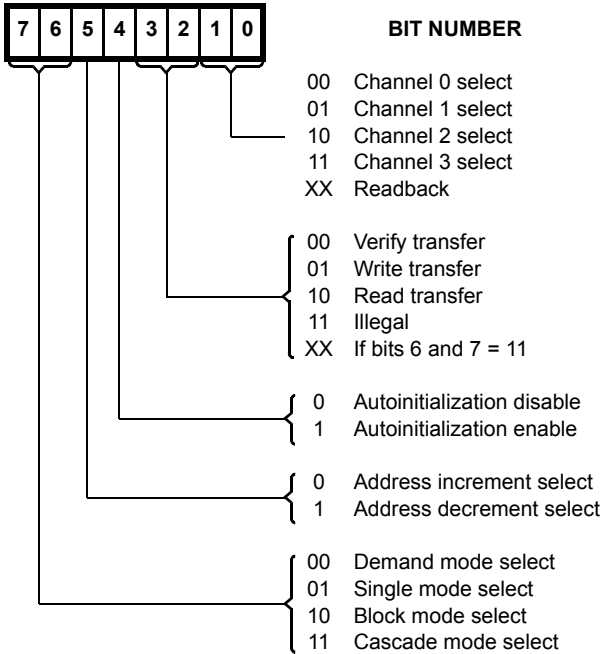 7 6 5 4 3 2 1 0 BIT NUMBER
00 Channel 0 select
01 Channel 1 select
10 Channel 2 select
11 Channel 3 select
XX Readback
00 Verify transfer
01 Write transfer
10 Read transfer
11 Illegal
XX If bits 6 and 7 = 11
0 Autoinitialization disable
1 Autoinitialization enable
0 Address increment select
1 Address decrement select
00 Demand mode select
01 Single mode select
10 Block mode select
11 Cascade mode select